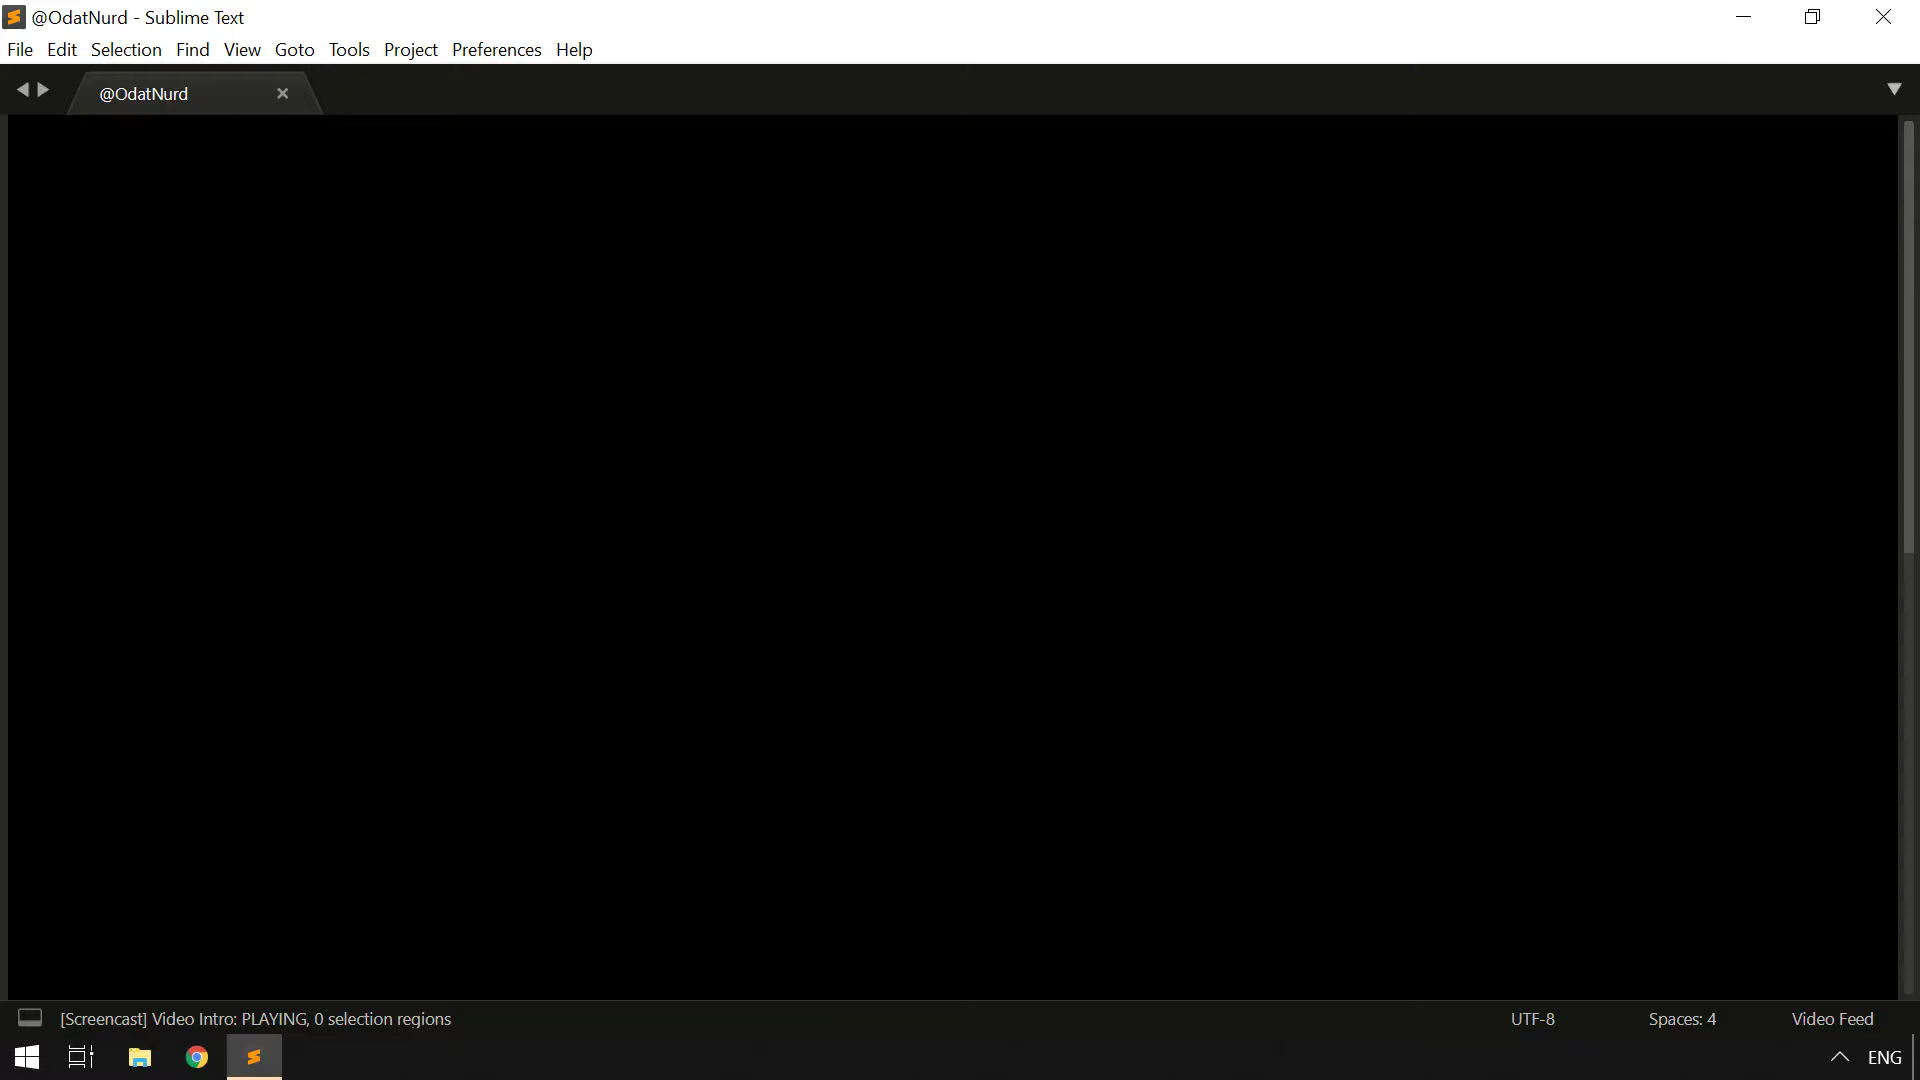 @OdatNurd - Sublime Text
File Edit Selection Find View Goto Tools Project Preferences Help
@OdatNurd
[Screencast] Video Intro: PLAYING, 0 selection regions UTF-8 Spaces: 4 Video Feed
ENG